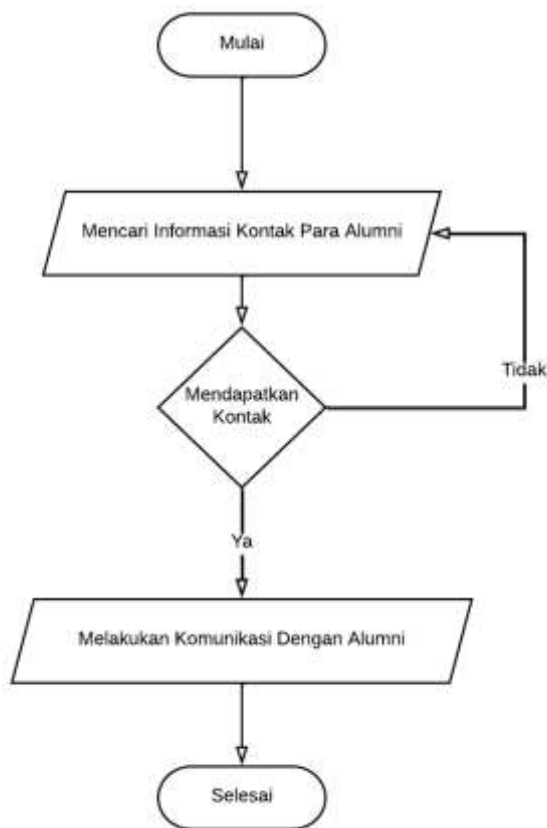 Mulai
Mencari Informasi Kontak Para Alumni
Mendapatkan
Kontak
Tidak
Ya
Melakukan Komunikasi Dengan Alumni
Selesai